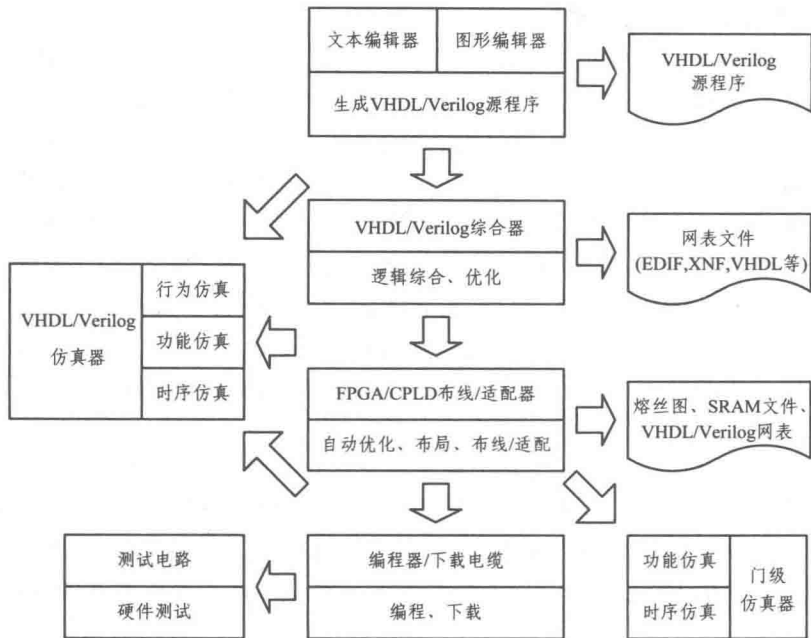 文本编辑器
图形编辑器
生成VHDL/Verilog源程序
VHDL/Verilog
源程序
VHDL/Verilog综合器
逻辑综合、优化
网表文件
(EDIF,XNF,VHDL等)
VHDL/Verilog
仿真器
行为仿真
功能仿真
时序仿真
FPGA/CPLD布线/适配器
自动优化、布局、布线/适配
熔丝图、SRAM文件、
VHDL/Verilog网表
测试电路
硬件测试
编程器/下载电缆
编程、下载
功能仿真
时序仿真
门级
仿真器